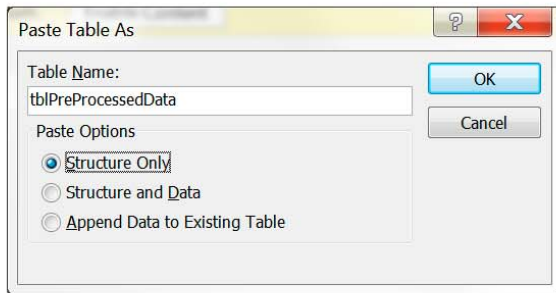 Paste Table As
Table Name:
OK
tblPreProcessedData
Cancel
Paste Options
Structure Only
Structure and Data
Append Data to Existing Table